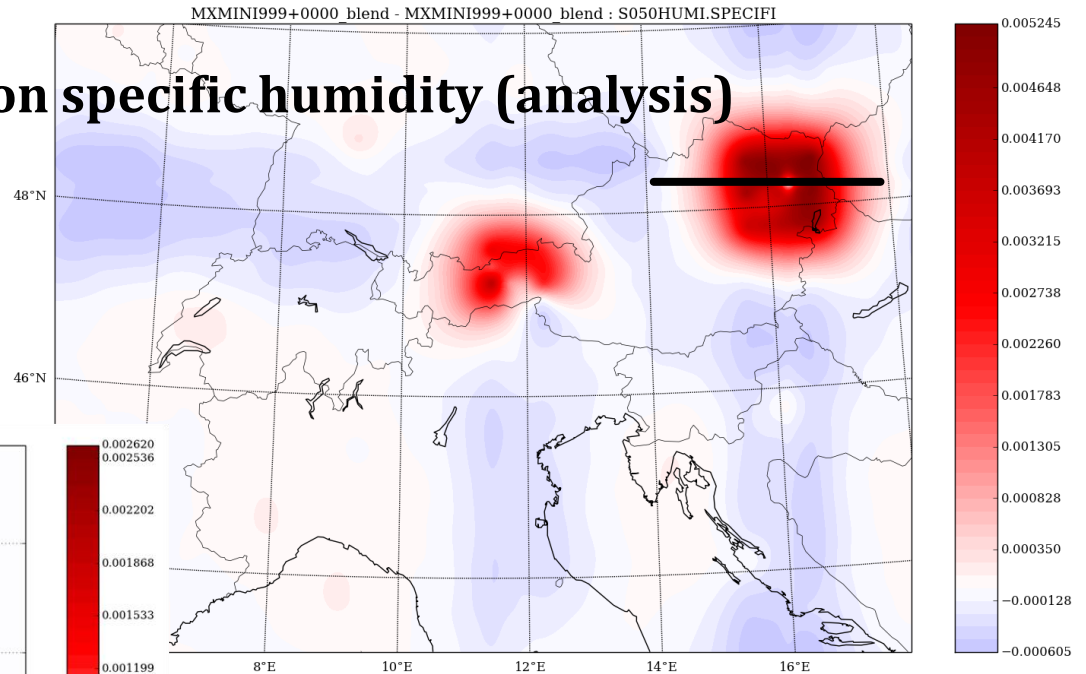 MXMINI999+0000_blend - MXMINI999+0000_blend : S050HUMI.SPECIFI
on specific humidity (analysis)
48°N
46°N
8°E
10°E
12°E
14°E
16°E
0.005245
0.004648
0.004170
0.003693
0.003215
0.002738
0.002260
0.001783
0.001305
0.000828
0.000350
−0.000128
−0.000605
0.002620
0.002536
0.002202
0.001868
0.001533
0.001199